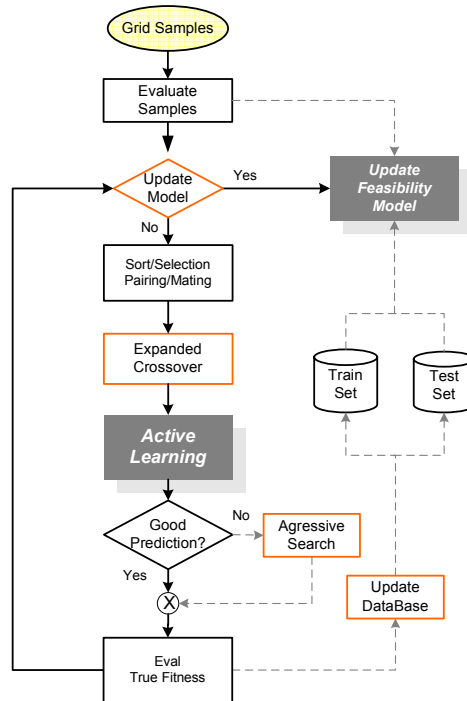 Grid Samples
Evaluate
Samples
Update
Model
Yes
Update
Feasibility
Model
No
Sort/Selection
Pairing/Mating
Expanded
Crossover
Train
Set
Test
Set
Active
Learning
Good
Prediction?
No
Agressive
Search
Yes
X
Update
DataBase
Eval
True Fitness